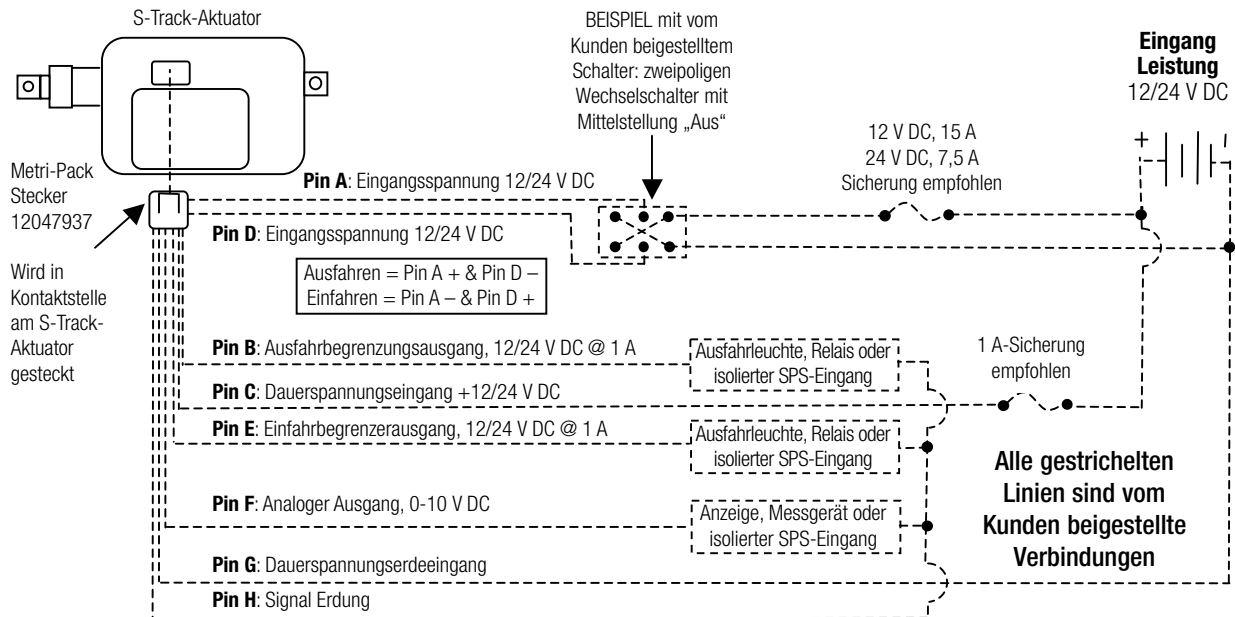 S-Track-Aktuator
BEISPIEL mit vom
Kunden beigestelltem
Schalter: zweipoligen
Wechselschalter mit
Mittelstellung „Aus“
Eingang
Leistung
12/24 V DC
+
12 V DC, 15 A
24 V DC, 7,5 A
Sicherung empfohlen
Metri-Pack
Stecker
12047937
Wird in
Kontaktstelle
am S-Track-
Aktuator
gesteckt
Pin A: Eingangsspannung 12/24 V DC
Pin D: Eingangsspannung 12/24 V DC
Ausfahren = Pin A + & Pin D –
Einfahren = Pin A – & Pin D +
Pin B: Ausfahrbegrenzungsausgang, 12/24 V DC @ 1 A
Ausfahrleuchte, Relais oder
isolierter SPS-Eingang
1 A-Sicherung
empfohlen
Pin C: Dauerspannungseingang +12/24 V DC
Pin E: Einfahrbegrenzerausgang, 12/24 V DC @ 1 A
Ausfahrleuchte, Relais oder
isolierter SPS-Eingang
Pin F: Analoger Ausgang, 0-10 V DC
Anzeige, Messgerät oder
isolierter SPS-Eingang
Alle gestrichelten
Linien sind vom
Kunden beigestellte
Verbindungen
Pin G: Dauerspannungserdeeingang
Pin H: Signal Erdung